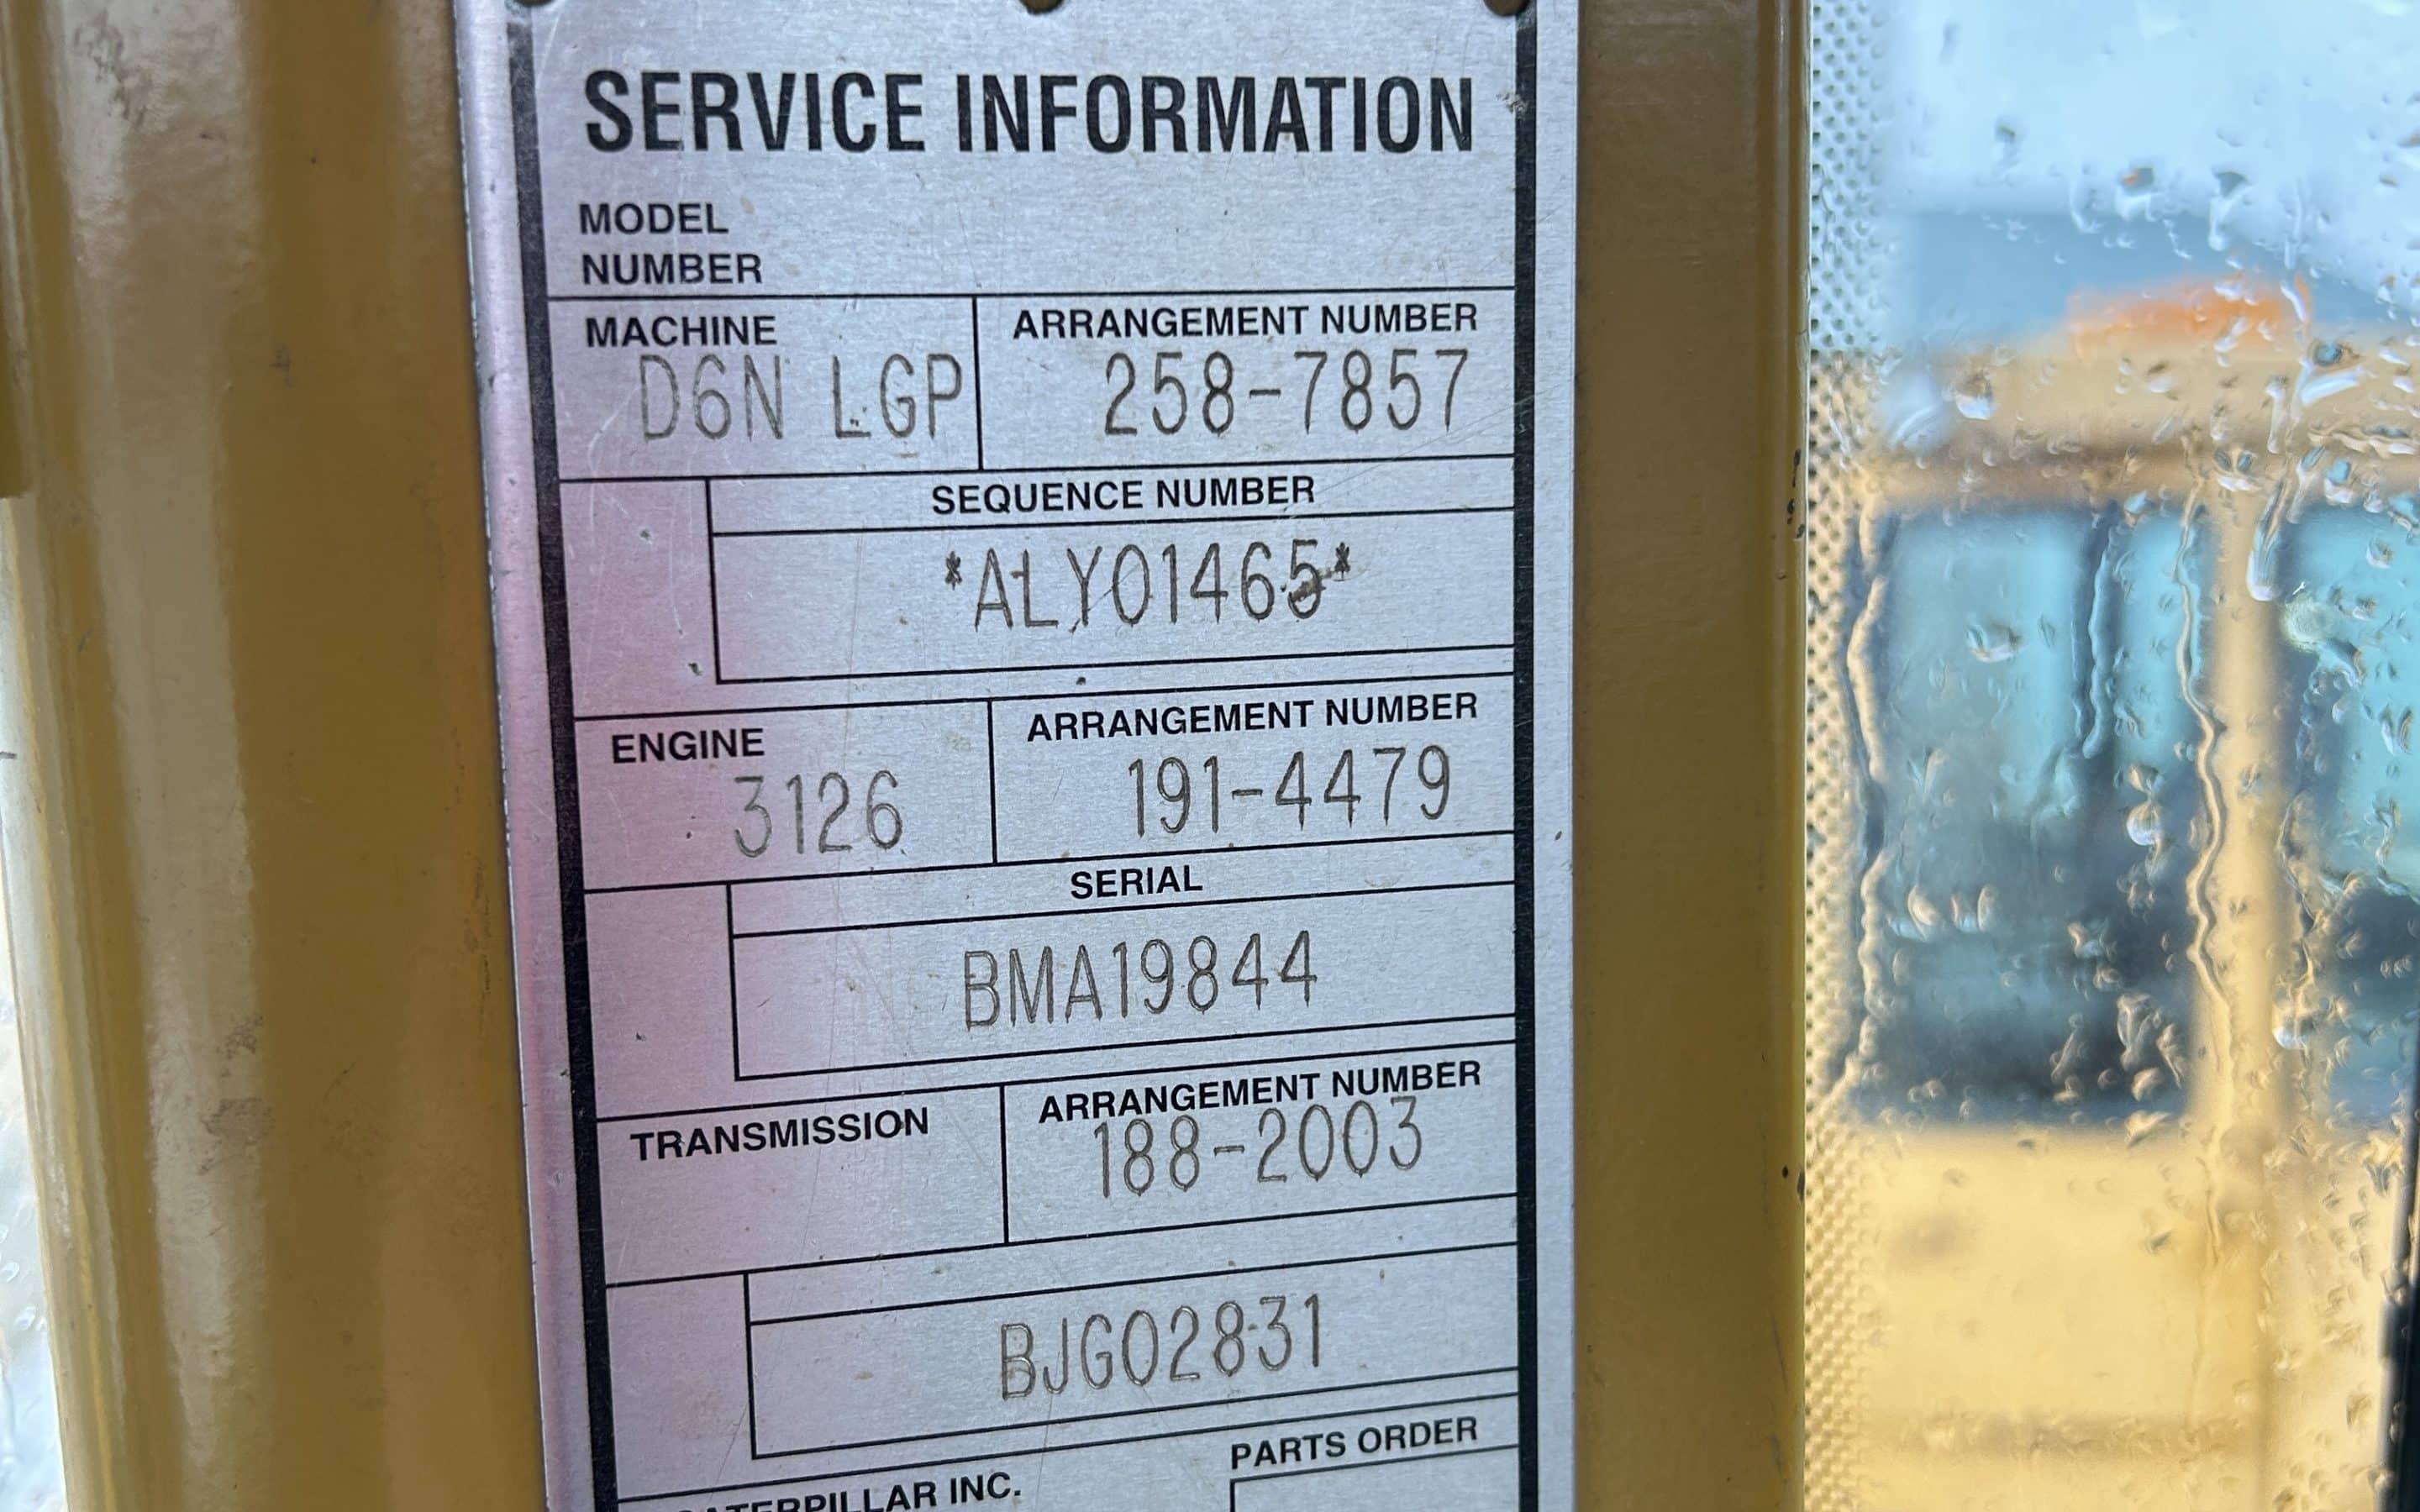 SERVICE INFORMATION
MODEL
NUMBER
MACHINE
D6N LGP
ARRANGEMENT NUMBER
258-7857
SEQUENCE NUMBER
*ALY01465*
ENGINE
3126
ARRANGEMENT NUMBER
191-4479
SERIAL
BMA19844
TRANSMISSION
ARRANGEMENT NUMBER
188-2003
BJG02831
CATERPILLAR INC.
PARTS ORDER